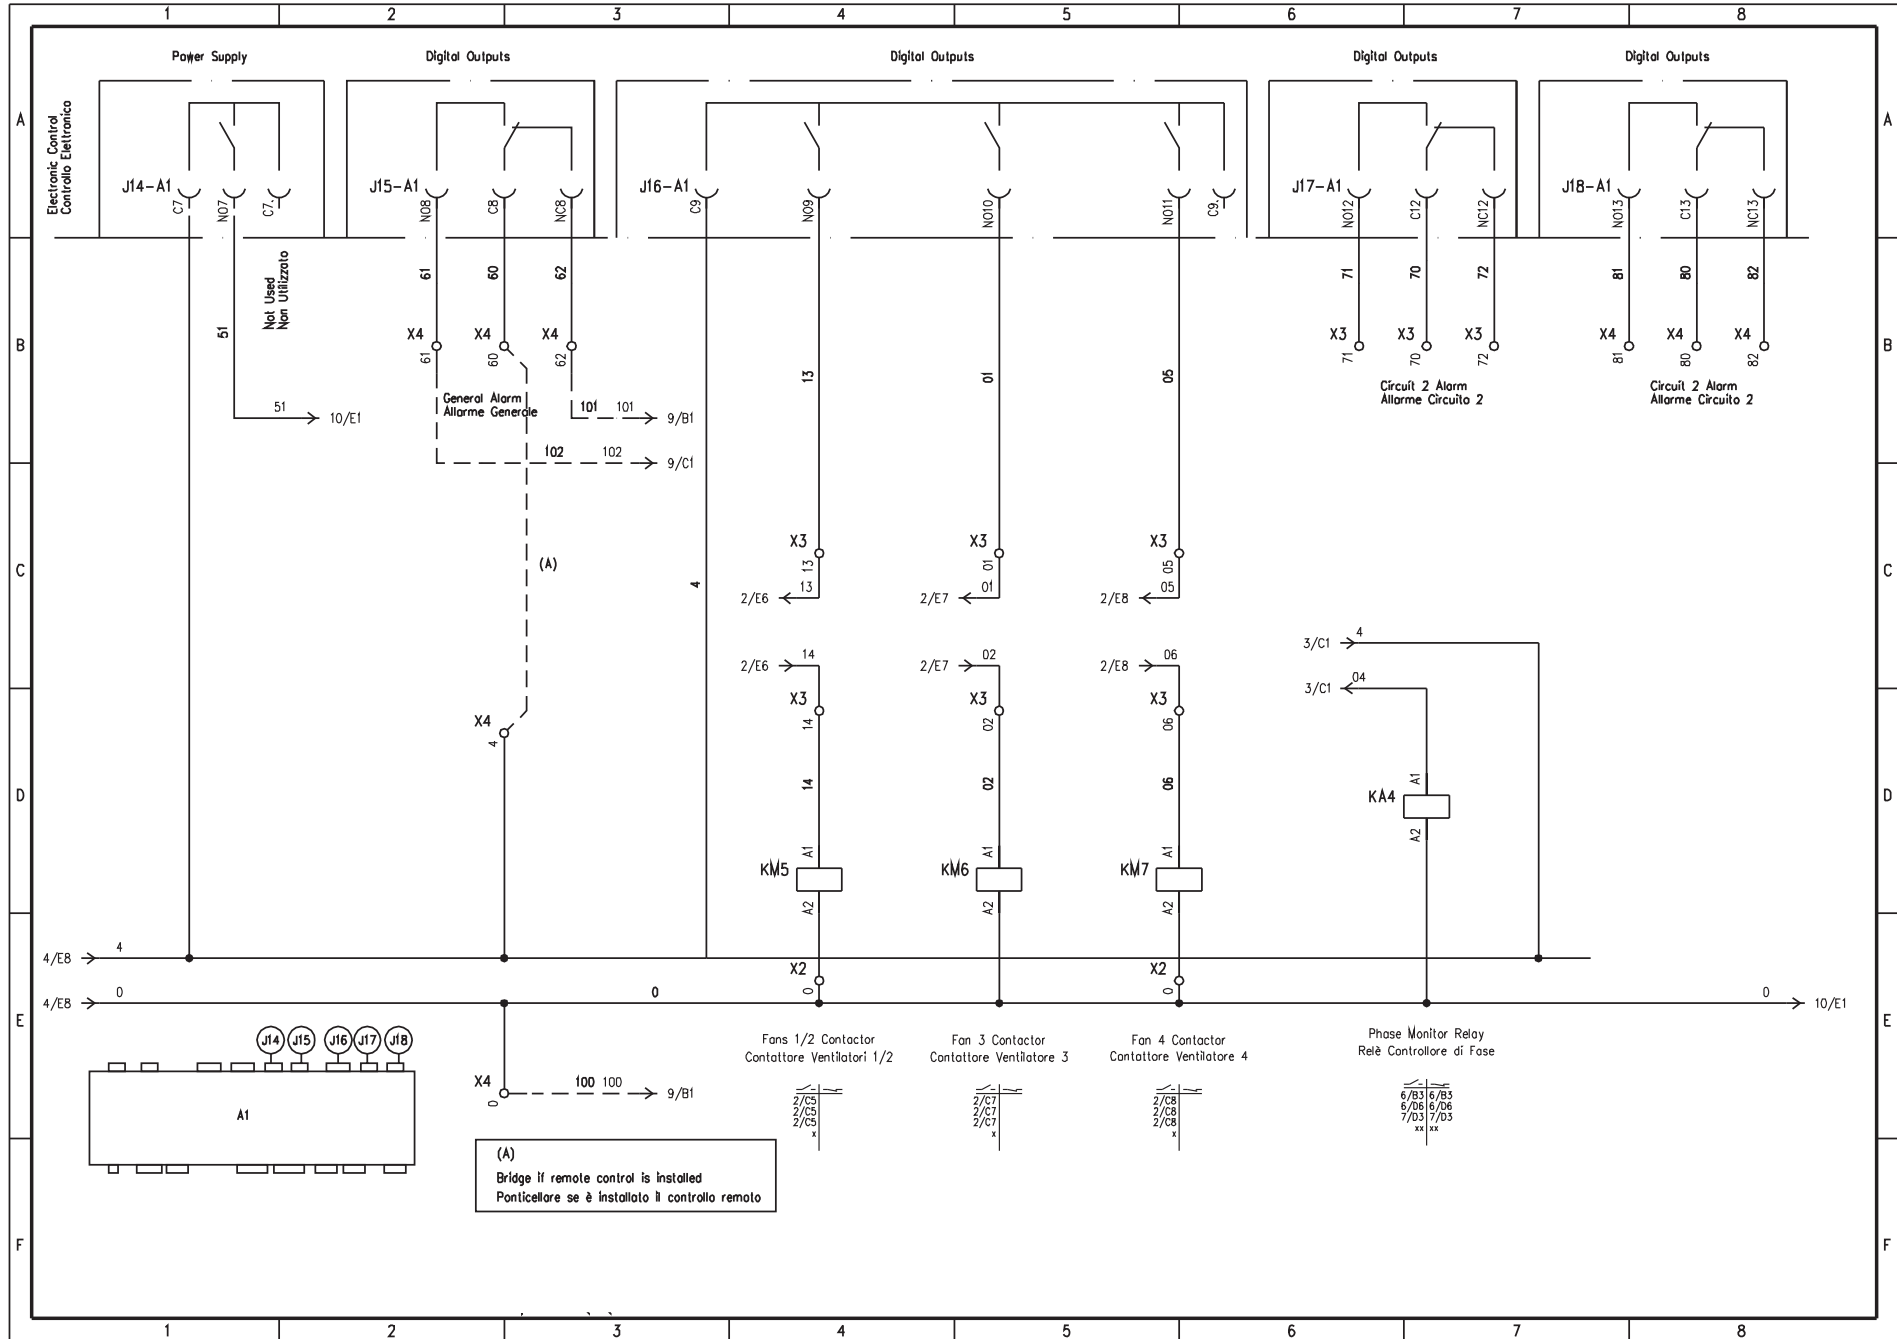 1 2 3 4 5 6 7 8
Power Supply
Digital Outputs
Digital Outputs
Digital Outputs
Digital Outputs
A
A
Electronic Control
Controllo Elettronico
J14-A1
C7
NO7
C7.
J15-A1
NO8
C8
NC8
J16-A1
C9
NO9
NO10
NO11
C9.
J17-A1
NO12
C12
NC12
J18-A1
NO13
C13
NC13
Not Used
Non Utilizzato
61
60
62
71
70
72
81
80
82
B
B
51
X4
61
X4
60
X4
62
13
01
05
X3
71
X3
70
X3
72
X4
81
X4
80
X4
82
General Alarm
Allarme Generale
Circuit 2 Alarm
Allarme Circuito 2
Circuit 2 Alarm
Allarme Circuito 2
51
10/E1
101
101
9/B1
102
102
9/C1
C
C
(A)
4
X3
13
X3
01
X3
05
2/E6
13
2/E7
01
2/E8
05
3/C1
4
2/E6
14
2/E7
02
2/E8
06
3/C1
04
X4
4
X3
14
X3
02
X3
06
D
D
14
02
06
KA4
A1
A2
KM5
A1
A2
KM6
A1
A2
KM7
A1
A2
4/E8
4
X2
0
X2
0
4/E8
0
0
0
10/E1
E
E
J14
J15
J16
J17
J18
A1
Fans 1/2 Contactor
Contattore Ventilatori 1/2
Fan 3 Contactor
Contattore Ventilatore 3
Fan 4 Contactor
Contattore Ventilatore 4
Phase Monitor Relay
Relè Controllore di Fase
X4
0
100
100
9/B1
2/C5
2/C5
2/C5
x
2/C7
2/C7
2/C7
x
2/C8
2/C8
2/C8
x
6/B3 6/B3
6/D6 6/D6
7/D3 7/D3
xx xx
(A)
Bridge if remote control is installed
Ponticellare se è installato il controllo remoto
F
F
1 2 3 4 5 6 7 8